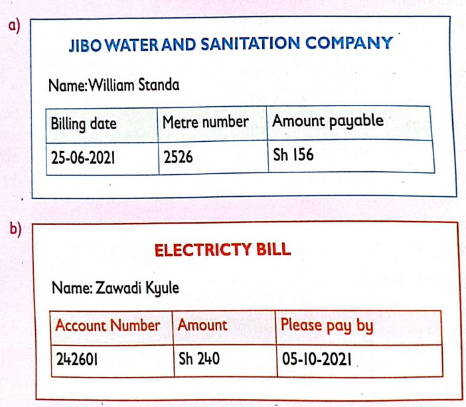 a)
JIBO WATER AND SANITATION COMPANY
Name: William Standa
Billing date Metre number Amount payable
25-06-2021 2526 Sh 156
b)
ELECTRICTY BILL
Name: Zawadi Kyule
Account Number Amount Please pay by
242601 Sh 240 05-10-2021